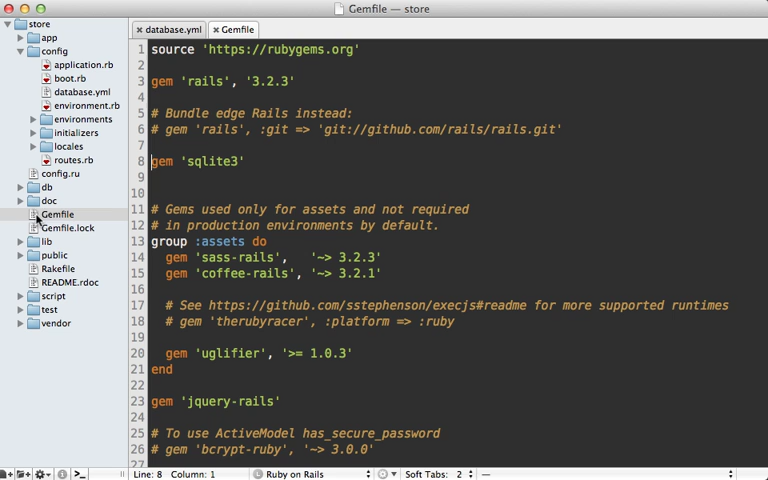 Gemfile — store
store
app
config
application.rb
boot.rb
database.yml
environment.rb
environments
initializers
locales
routes.rb
config.ru
db
doc
Gemfile
Gemfile.lock
lib
public
Rakefile
README.rdoc
script
test
vendor
database.yml
Gemfile
1 source 'https://rubygems.org'
2
3 gem 'rails', '3.2.3'
4
5 # Bundle edge Rails instead:
6 # gem 'rails', :git => 'git://github.com/rails/rails.git'
7
8 gem 'sqlite3'
9
10
11 # Gems used only for assets and not required
12 # in production environments by default.
13 group :assets do
14 gem 'sass-rails',   '~> 3.2.3'
15 gem 'coffee-rails', '~> 3.2.1'
16
17 # See https://github.com/sstephenson/execjs#readme for more supported runtimes
18 # gem 'therubyracer', :platform => :ruby
19
20 gem 'uglifier', '>= 1.0.3'
21 end
22
23 gem 'jquery-rails'
24
25 # To use ActiveModel has_secure_password
26 # gem 'bcrypt-ruby', '~> 3.0.0'
27
Line: 8 Column: 1
Ruby on Rails
Soft Tabs: 2
—